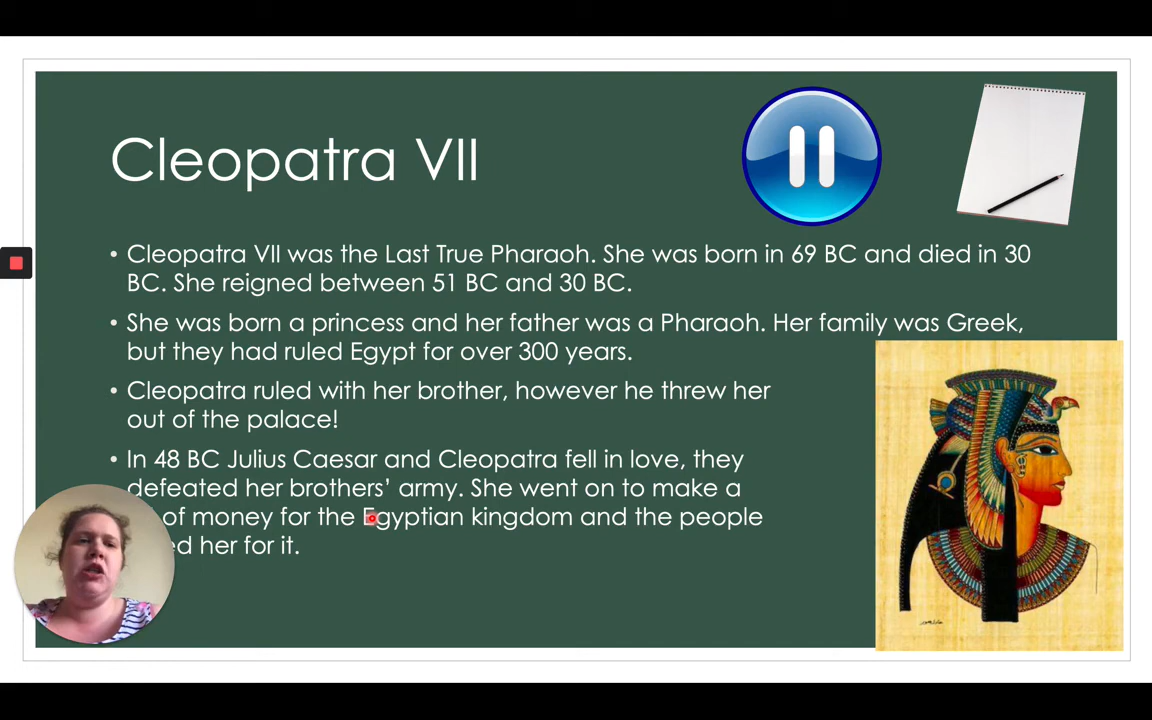 Cleopatra VII
• Cleopatra VII was the Last True Pharaoh. She was born in 69 BC and died in 30
BC. She reigned between 51 BC and 30 BC.
• She was born a princess and her father was a Pharaoh. Her family was Greek,
but they had ruled Egypt for over 300 years.
• Cleopatra ruled with her brother, however he threw her
out of the palace!
• In 48 BC Julius Caesar and Cleopatra fell in love, they
defeated her brothers’ army. She went on to make a
of money for the Egyptian kingdom and the people
her for it.